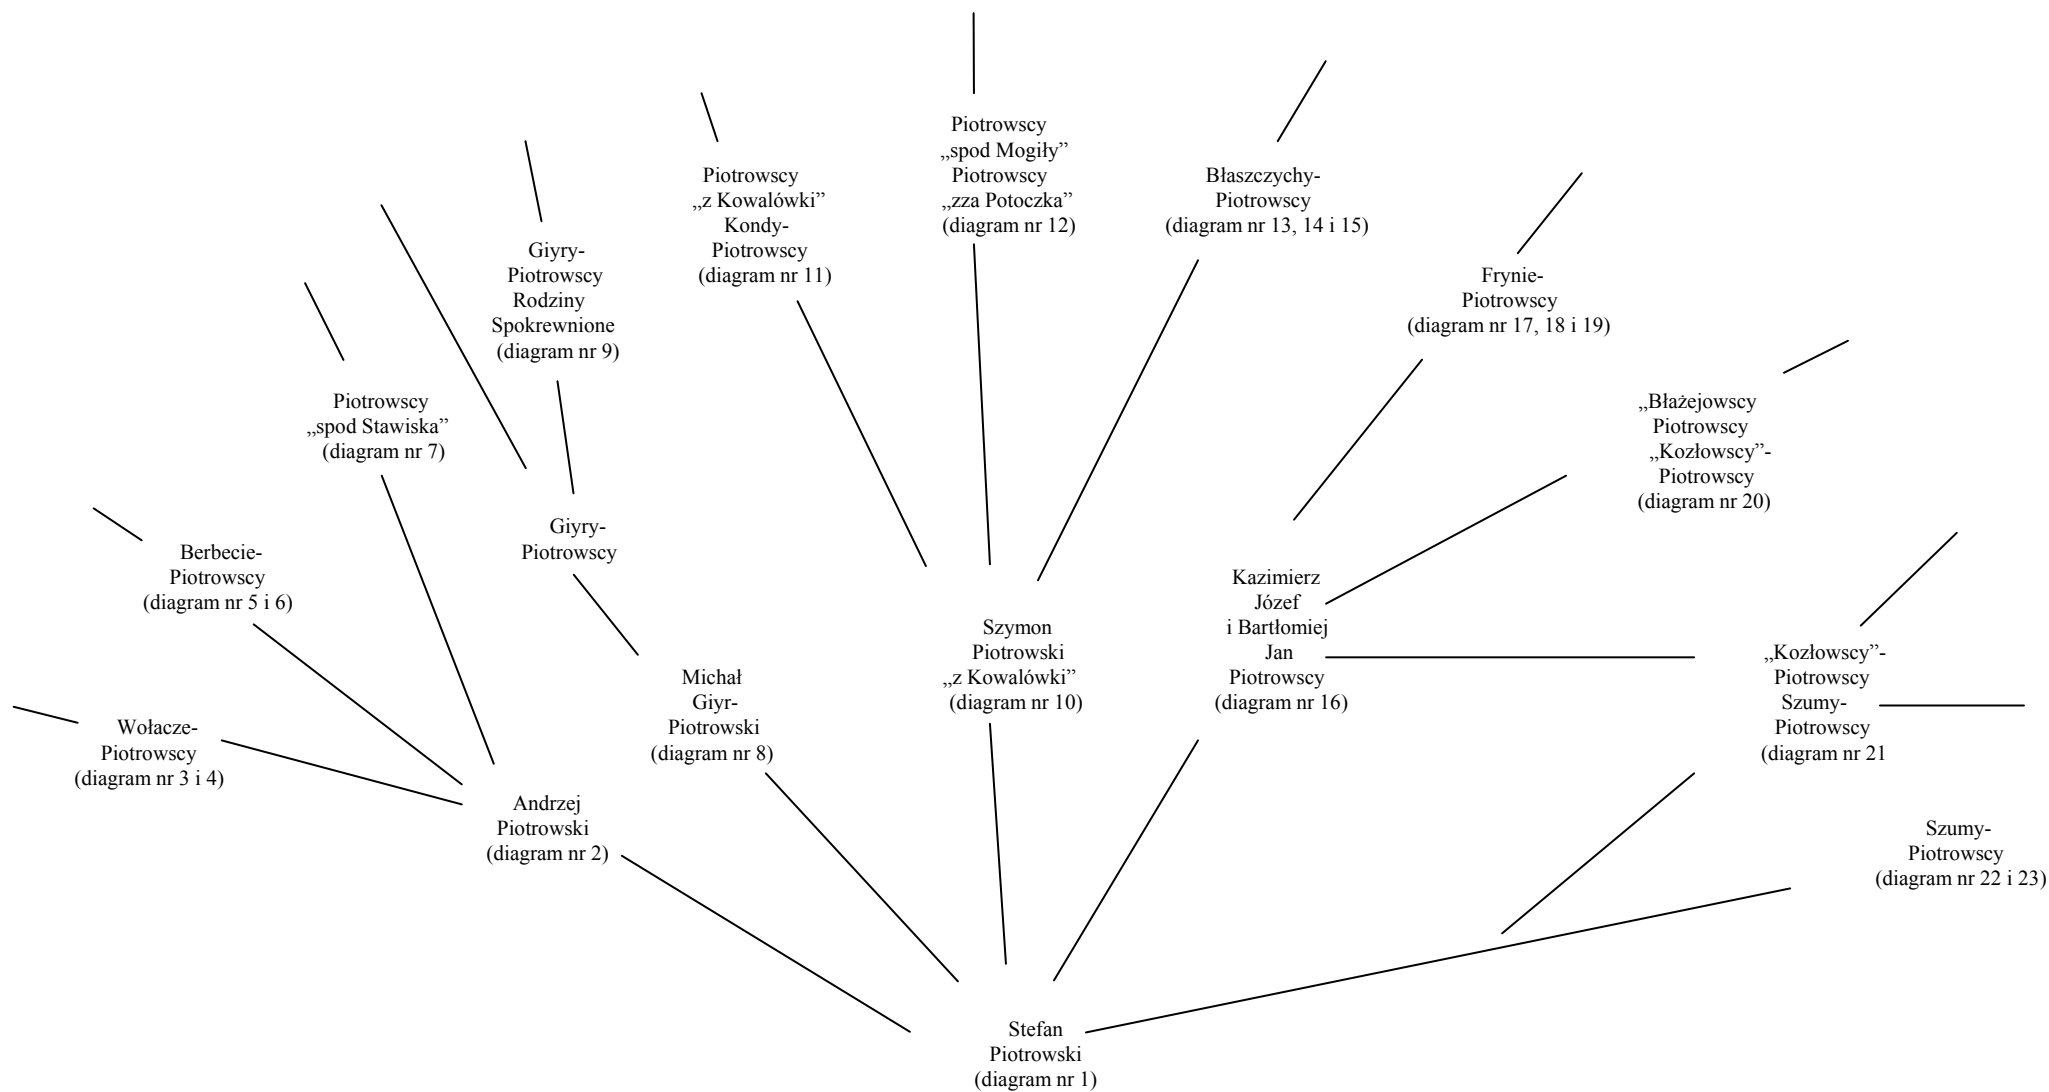 Piotrowscy
„spod Mogiły”
Piotrowscy
„zza Potoczka”
(diagram nr 12)
Piotrowscy
„z Kowalówki”
Kondy-
Piotrowscy
(diagram nr 11)
Błaszczychy-
Piotrowscy
(diagram nr 13, 14 i 15)
Giyry-
Piotrowscy
Rodziny
Spokrewnione
(diagram nr 9)
Frynie-
Piotrowscy
(diagram nr 17, 18 i 19)
Piotrowscy
„spod Stawiska”
(diagram nr 7)
„Błażejowscy
Piotrowscy
„Kozłowscy”-
Piotrowscy
(diagram nr 20)
Giyry-
Piotrowscy
Berbecie-
Piotrowscy
(diagram nr 5 i 6)
Kazimierz
Józef
i Bartłomiej
Jan
Piotrowscy
(diagram nr 16)
Szymon
Piotrowski
„z Kowalówki”
(diagram nr 10)
„Kozłowscy”-
Piotrowscy
Szumy-
Piotrowscy
(diagram nr 21
Michał
Giyr-
Piotrowski
(diagram nr 8)
Wołacze-
Piotrowscy
(diagram nr 3 i 4)
Andrzej
Piotrowski
(diagram nr 2)
Szumy-
Piotrowscy
(diagram nr 22 i 23)
Stefan
Piotrowski
(diagram nr 1)